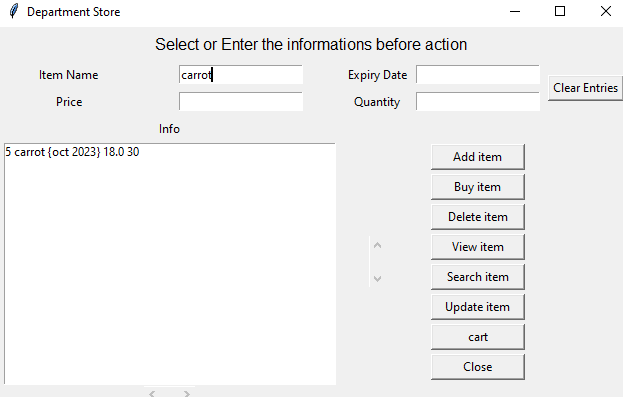 Department Store
Select or Enter the informations before action
Item Name carrot Expiry Date
Clear Entries
Price Quantity
Info
5 carrot {oct 2023} 18.0 30
Add item
Buy item
Delete item
View item
Search item
Update item
cart
Close